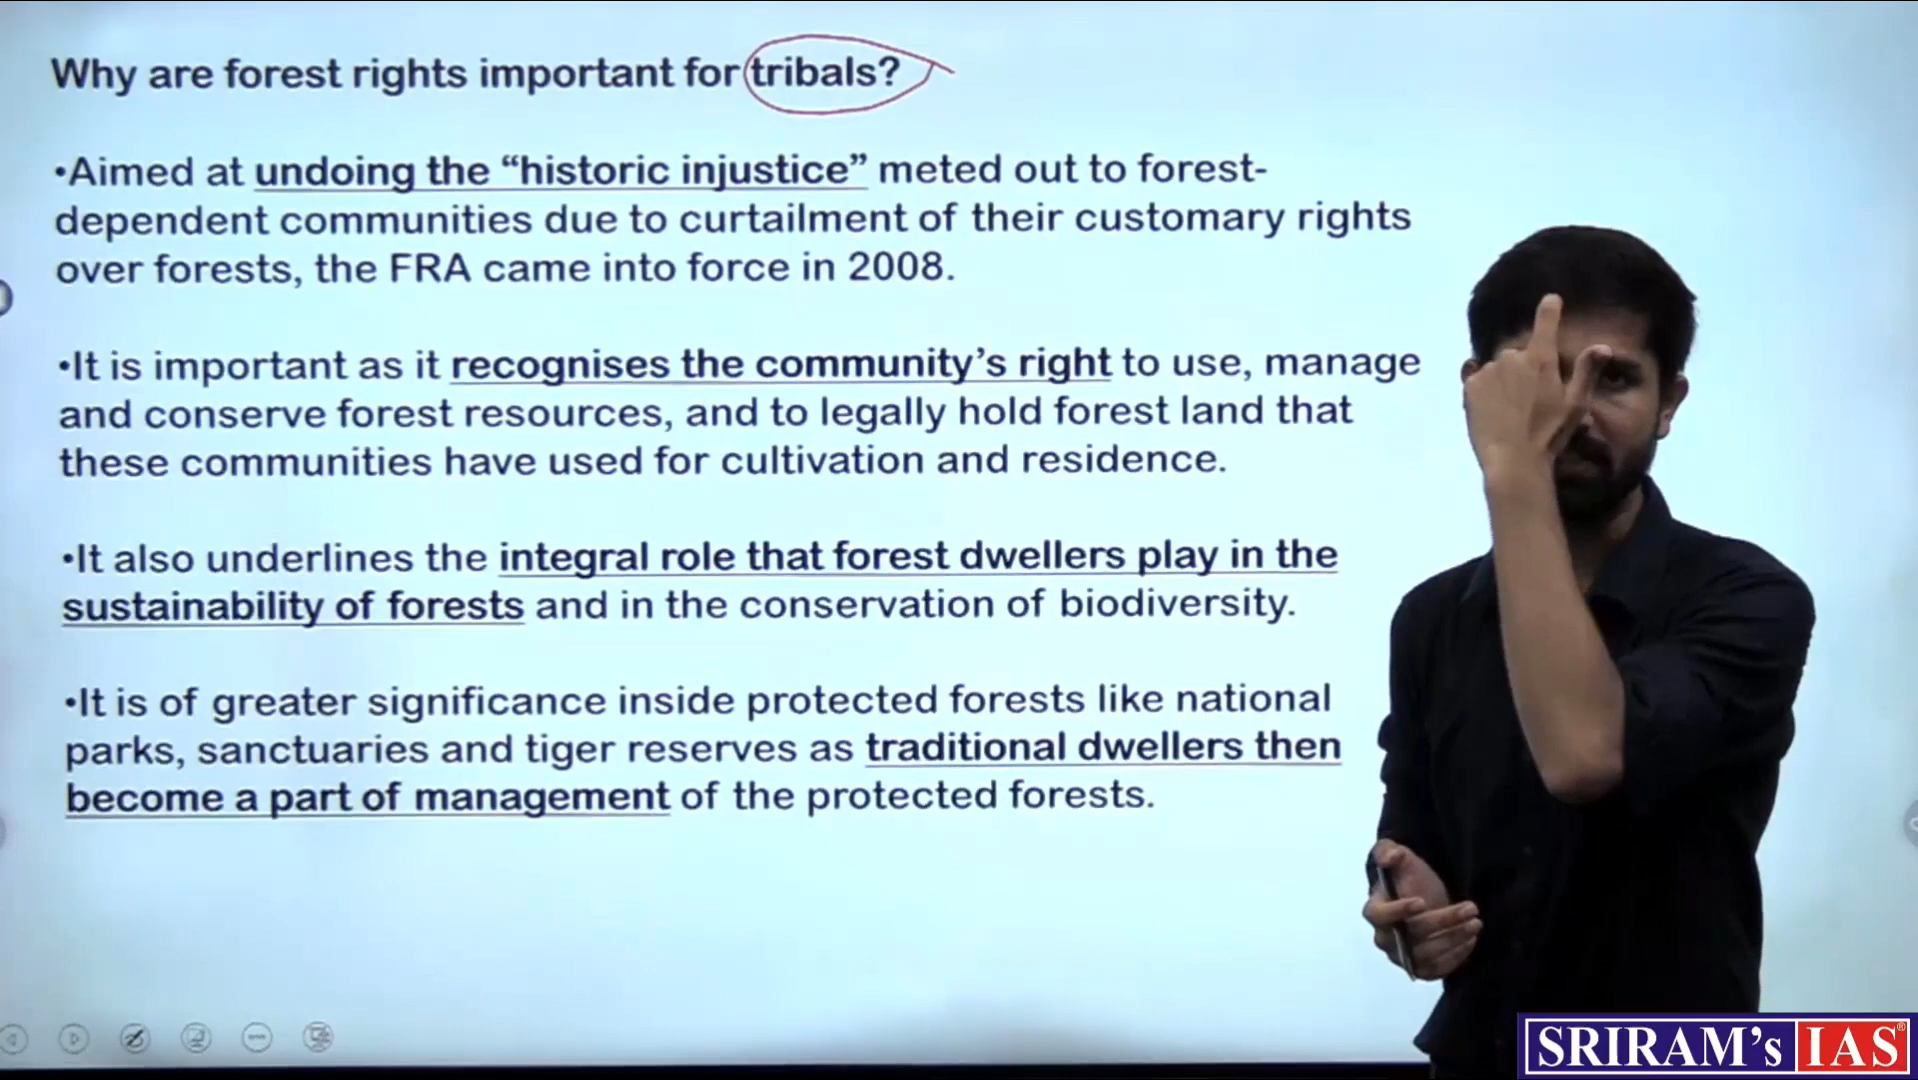 Why are forest rights important for tribals?
•Aimed at undoing the “historic injustice” meted out to forest-
dependent communities due to curtailment of their customary rights
over forests, the FRA came into force in 2008.
•It is important as it recognises the community’s right to use, manage
and conserve forest resources, and to legally hold forest land that
these communities have used for cultivation and residence.
•It also underlines the integral role that forest dwellers play in the
sustainability of forests and in the conservation of biodiversity.
•It is of greater significance inside protected forests like national
parks, sanctuaries and tiger reserves as traditional dwellers then
become a part of management of the protected forests.
SRIRAM’s IAS®